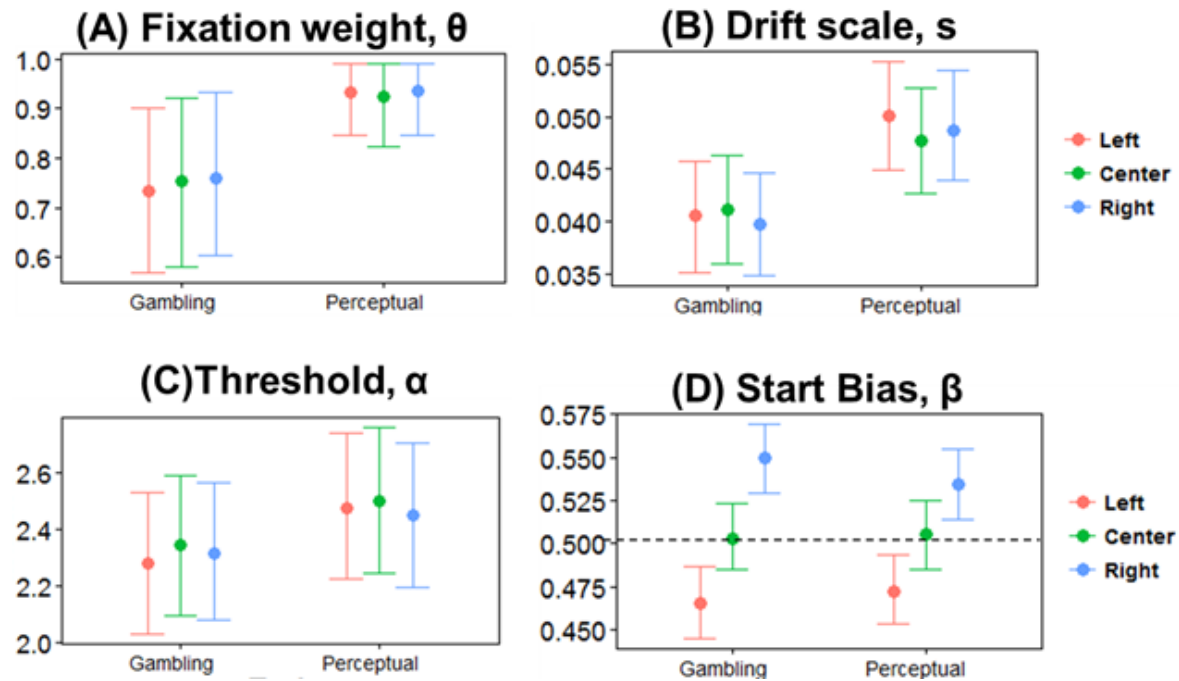 (A) Fixation weight, θ
1.0
0.9
0.8
0.7
0.6
Gambling Perceptual
(B) Drift scale, s
0.055
0.050
0.045
0.040
0.035
Gambling Perceptual
Left
Center
Right
(C)Threshold, α
2.6
2.4
2.2
2.0
Gambling Perceptual
(D) Start Bias, β
0.575
0.550
0.525
0.500
0.475
0.450
Gambling Perceptual
Left
Center
Right